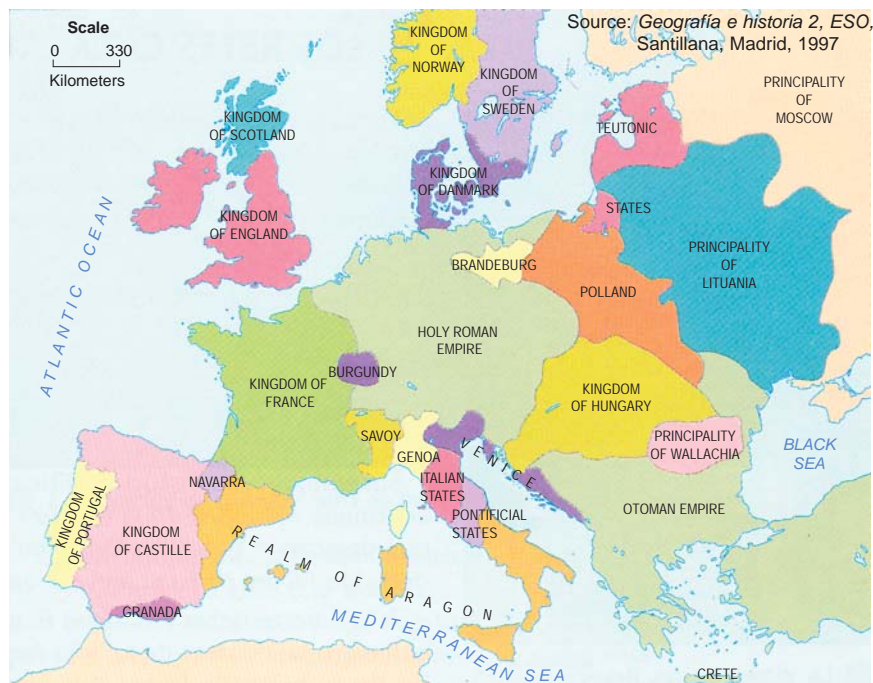 Scale
0 330
Kilometers
Source: Geografía e historia 2, ESO,
Santillana, Madrid, 1997
KINGDOM
OF
NORWAY
KINGDOM
OF
SWEDEN
PRINCIPALITY
OF
MOSCOW
KINGDOM
OF SCOTLAND
TEUTONIC
KINGDOM
OF DANMARK
STATES
KINGDOM
OF ENGLAND
ATLANTIC OCEAN
BRANDEBURG
PRINCIPALITY
OF
LITUANIA
POLLAND
HOLY ROMAN
EMPIRE
BURGUNDY
KINGDOM OF
FRANCE
KINGDOM
OF HUNGARY
SAVOY
GENOA
VENICE
PRINCIPALITY
OF WALLACHIA
BLACK
SEA
NAVARRA
ITALIAN
STATES
PONTIFICIAL
STATES
OTOMAN EMPIRE
KINGDOM
OF PORTUGAL
KINGDOM
OF CASTILLE
REALM OF ARAGON
GRANADA
MEDITERRANEAN SEA
CRETE